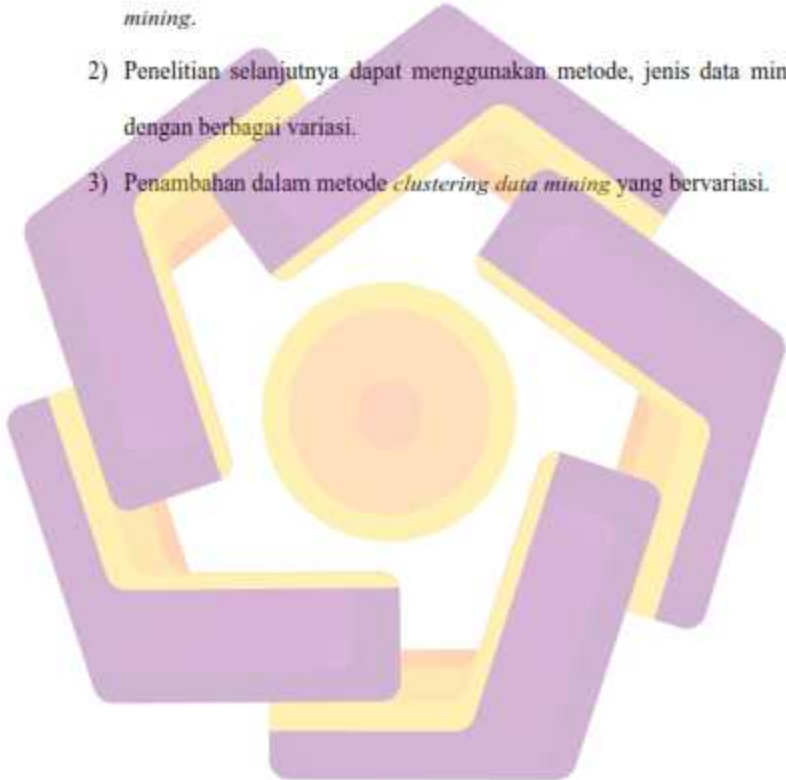 mining.
2) Penelitian selanjutnya dapat menggunakan metode, jenis data
dengan berbagai variasi.
3) Penambahan dalam metode clustering data mining yang bervariasi.